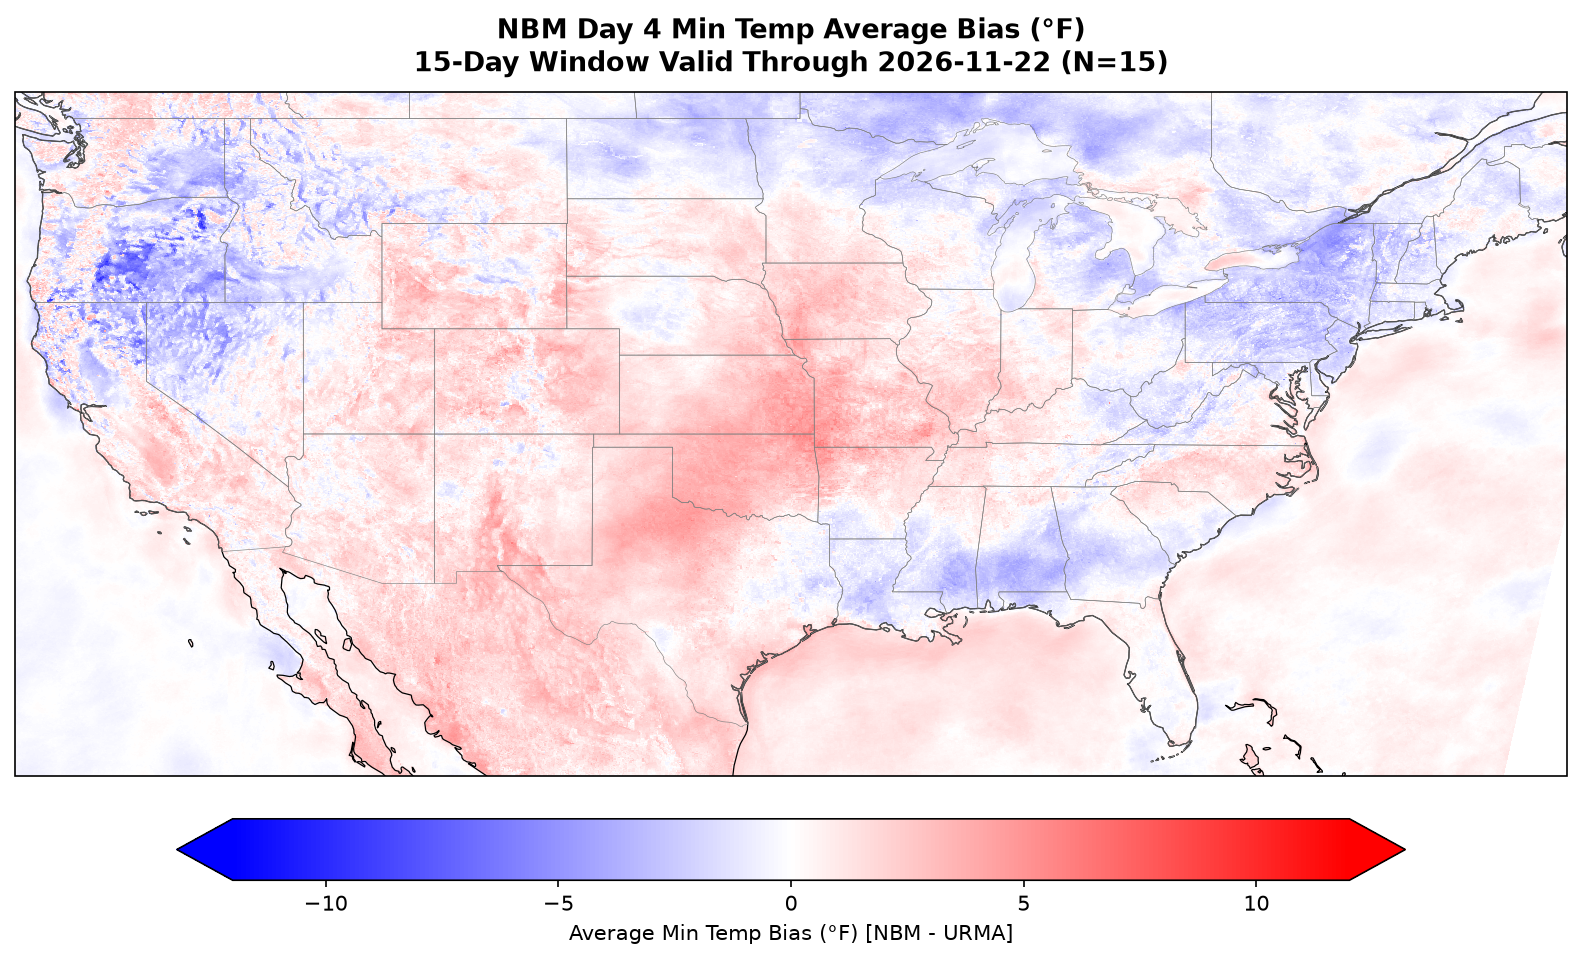 NBM Day 4 Min Temp Average Bias (°F)
15-Day Window Valid Through 2026-11-22 (N=15)
−10 −5 0 5 10
Average Min Temp Bias (°F) [NBM - URMA]